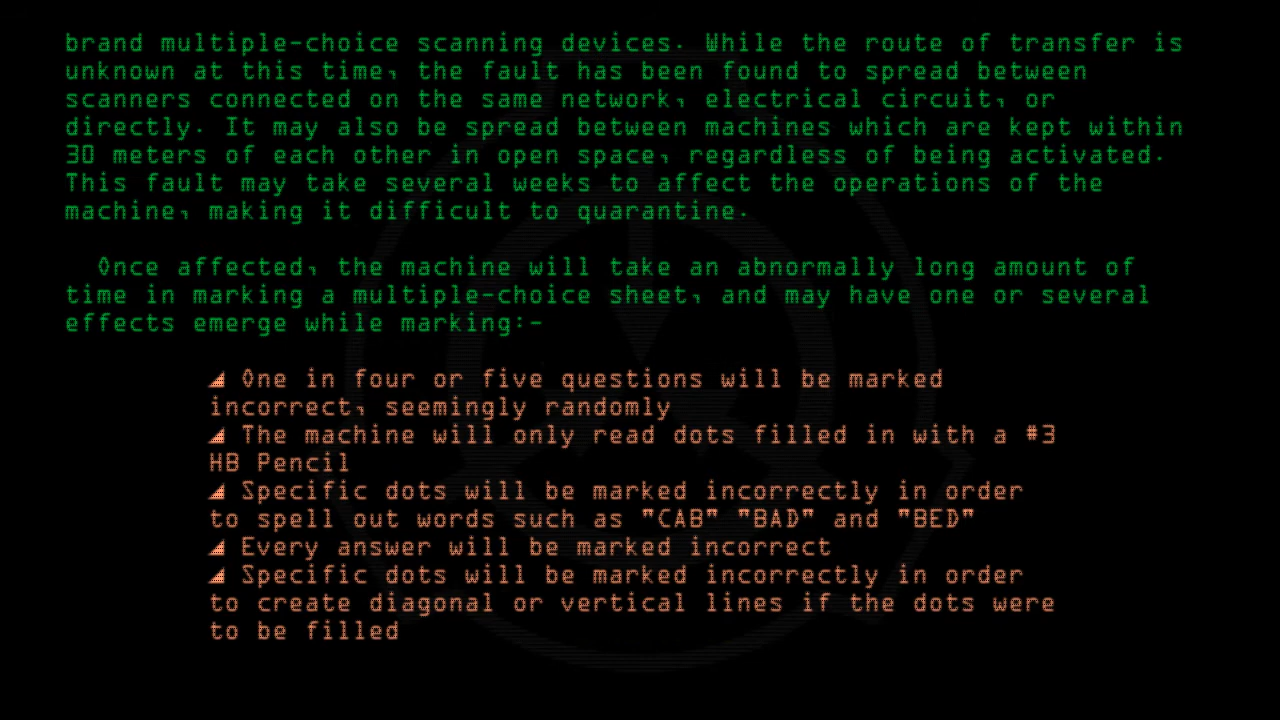 brand multiple-choice scanning devices. While the route of transfer is
unknown at this time, the fault has been found to spread between
scanners connected on the same network, electrical circuit, or
directly. It may also be spread between machines which are kept within
30 meters of each other in open space, regardless of being activated.
This fault may take several weeks to affect the operations of the
machine, making it difficult to quarantine.
Once affected, the machine will take an abnormally long amount of
time in marking a multiple-choice sheet, and may have one or several
effects emerge while marking:-
◢ One in four or five questions will be marked
incorrect, seemingly randomly
◢ The machine will only read dots filled in with a #3
HB Pencil
◢ Specific dots will be marked incorrectly in order
to spell out words such as "CAB" "BAD" and "BED"
◢ Every answer will be marked incorrect
◢ Specific dots will be marked incorrectly in order
to create diagonal or vertical lines if the dots were
to be filled